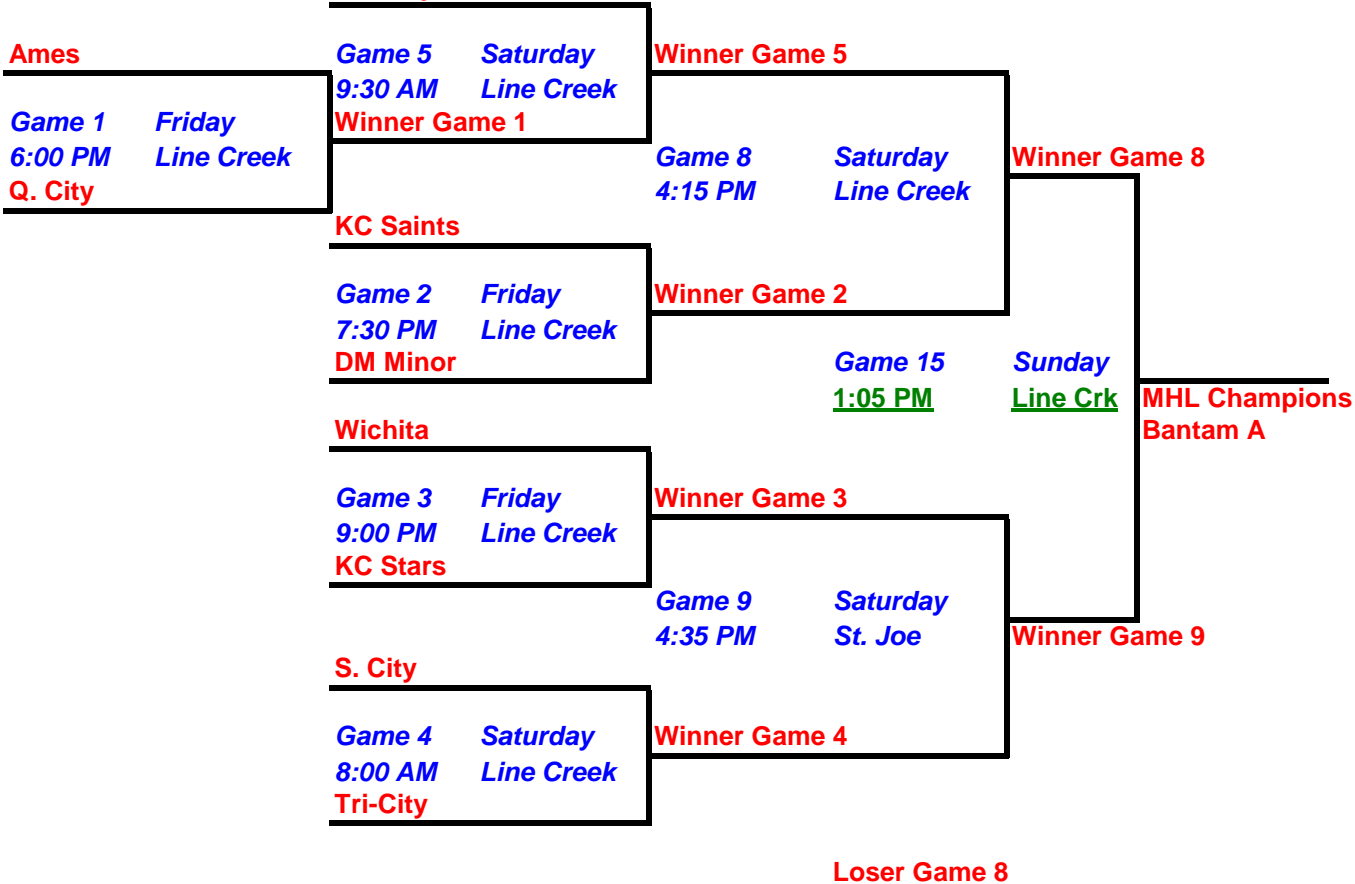 Ames
Game 1 Friday
6:00 PM Line Creek
Q. City
Game 5 Saturday
9:30 AM Line Creek
Winner Game 1
KC Saints
Game 2 Friday
7:30 PM Line Creek
DM Minor
Wichita
Game 3 Friday
9:00 PM Line Creek
KC Stars
S. City
Game 4 Saturday
8:00 AM Line Creek
Tri-City
Winner Game 5
Game 8 Saturday
4:15 PM Line Creek
Winner Game 2
Winner Game 3
Game 9 Saturday
4:35 PM St. Joe
Winner Game 4
Winner Game 8
Game 15 Sunday
1:05 PM Line Crk
Winner Game 9
MHL Champions
Bantam A
Loser Game 8